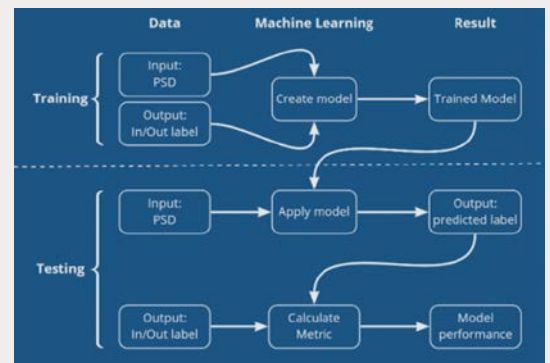 Data Machine Learning Result
Training
Input:
PSD
Output:
In/Out label
Create model
Trained Model
Testing
Input:
PSD
Apply model
Output:
predicted label
Output:
In/Out label
Calculate
Metric
Model
performance